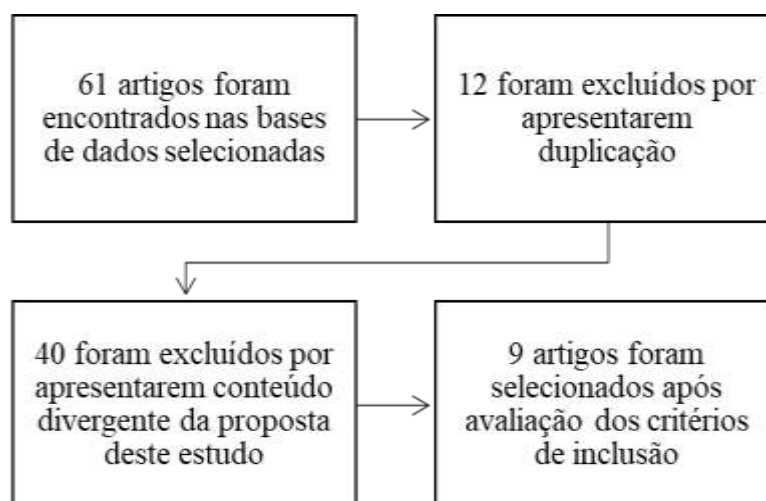 61 artigos foram
encontrados nas bases
de dados selecionadas
12 foram excluídos por
apresentarem
duplicação
40 foram excluídos por
apresentarem conteúdo
divergente da proposta
deste estudo
9 artigos foram
selecionados após
avaliação dos critérios
de inclusão